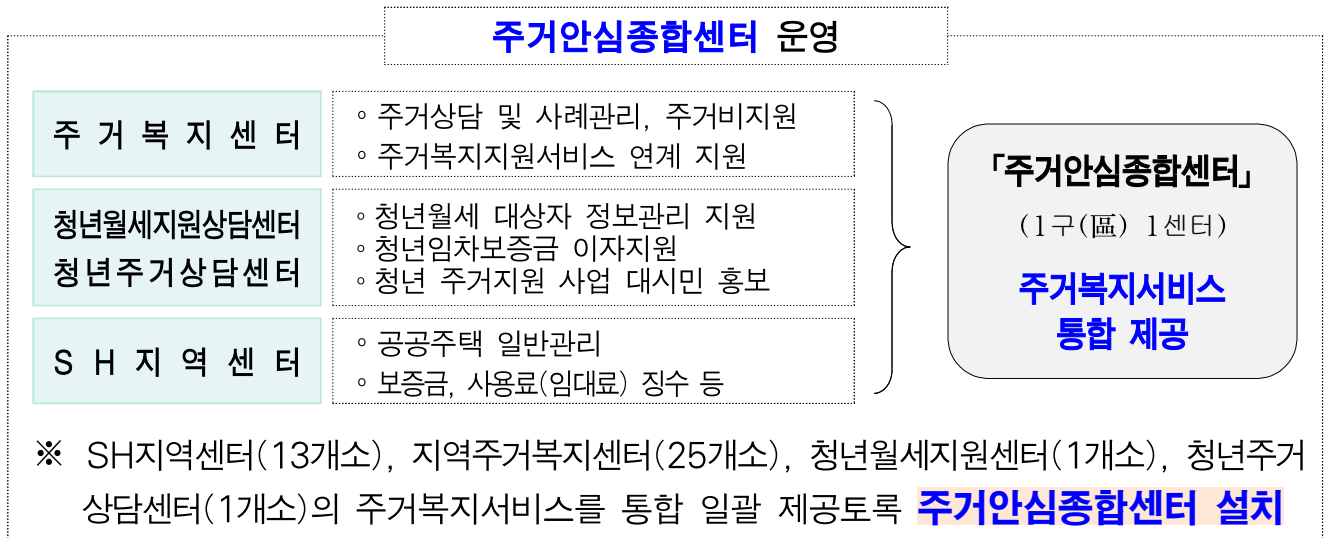 주거안심종합센터 운영
주 거 복 지 센 터
◦ 주거상담 및 사례관리, 주거비지원
◦ 주거복지지원서비스 연계 지원
청년월세지원상담센터
청년주거상담센터
◦ 청년월세 대상자 정보관리 지원
◦ 청년임차보증금 이자지원
◦ 청년 주거지원 사업 대시민 홍보
S H 지 역 센 터
◦ 공공주택 일반관리
◦ 보증금, 사용료(임대료) 징수 등
「주거안심종합센터」
(1구(區) 1센터)
주거복지서비스
통합 제공
※ SH지역센터(13개소), 지역주거복지센터(25개소), 청년월세지원센터(1개소), 청년주거
상담센터(1개소)의 주거복지서비스를 통합 일괄 제공토록 주거안심종합센터 설치